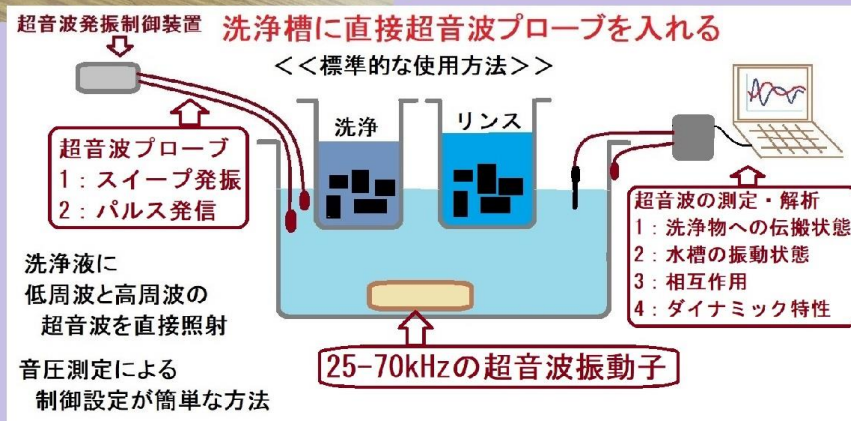 超音波発振制御装置
洗浄槽に直接超音波プローブを入れる
<<標準的な使用方法>>
洗浄
リンス
超音波プローブ
1:スイープ発振
2:パルス発信
超音波の測定・解析
1:洗浄物への伝搬状態
2:水槽の振動状態
3:相互作用
4:ダイナミック特性
洗浄液に
低周波と高周波の
超音波を直接照射
音圧測定による
制御設定が簡単な方法
25-70kHzの超音波振動子